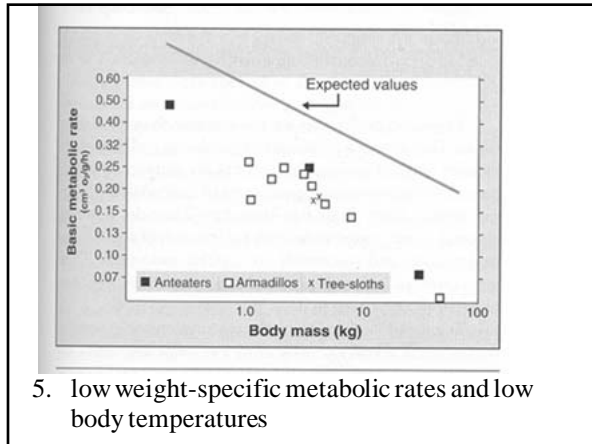 Expected values
0.60
0.50
0.40
0.32
0.25
0.20
0.15
0.13
0.10
0.07
Basic metabolic rate
(cm³ o₂/g/h)
■ Anteaters □ Armadillos x Tree-sloths
1.0 10 100
Body mass (kg)
5. low weight-specific metabolic rates and low
body temperatures